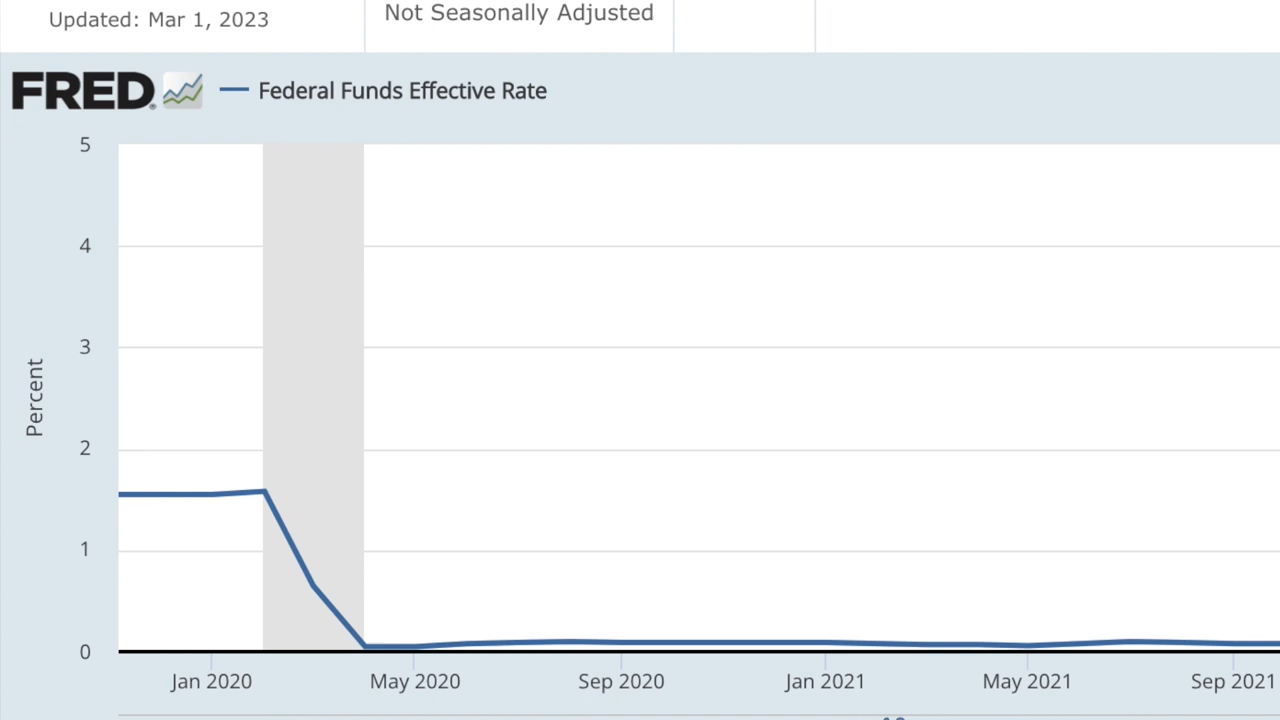 Updated: Mar 1, 2023
Not Seasonally Adjusted
FRED
Federal Funds Effective Rate
5
4
3
2
1
0
Percent
Jan 2020
May 2020
Sep 2020
Jan 2021
May 2021
Sep 2021